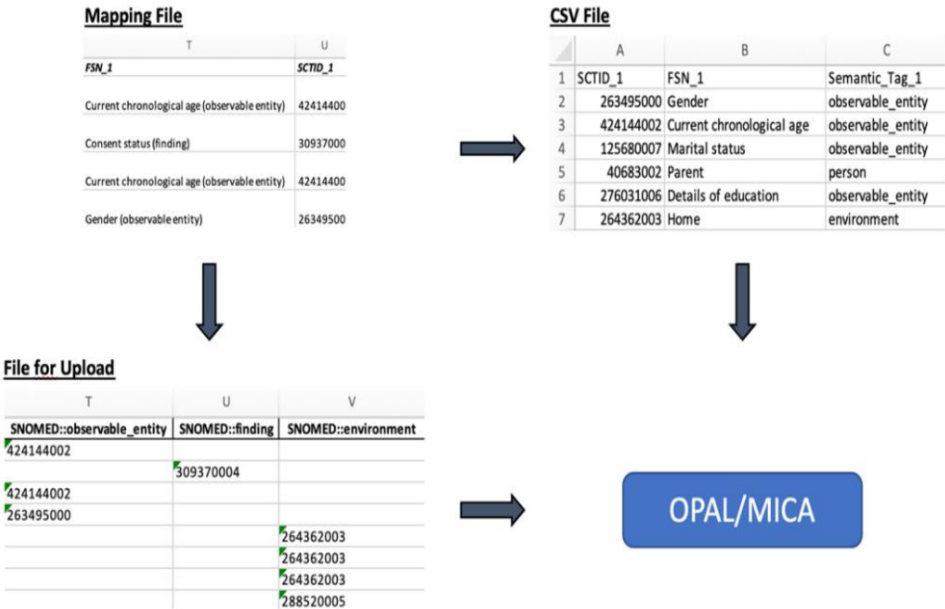 Mapping File
T U
FSN_1 SCTID_1
Current chronological age (observable entity) 42414400
Consent status (finding) 30937000
Current chronological age (observable entity) 42414400
Gender (observable entity) 26349500
CSV File
A B C
1 SCTID_1 FSN_1 Semantic_Tag_1
2 263495000 Gender observable_entity
3 424144002 Current chronological age observable_entity
4 125680007 Marital status observable_entity
5 40683002 Parent person
6 276031006 Details of education observable_entity
7 264362003 Home environment
File for Upload
T U V
SNOMED::observable_entity SNOMED::finding SNOMED::environment
424144002
309370004
424144002
263495000
264362003
264362003
264362003
288520005
OPAL/MICA